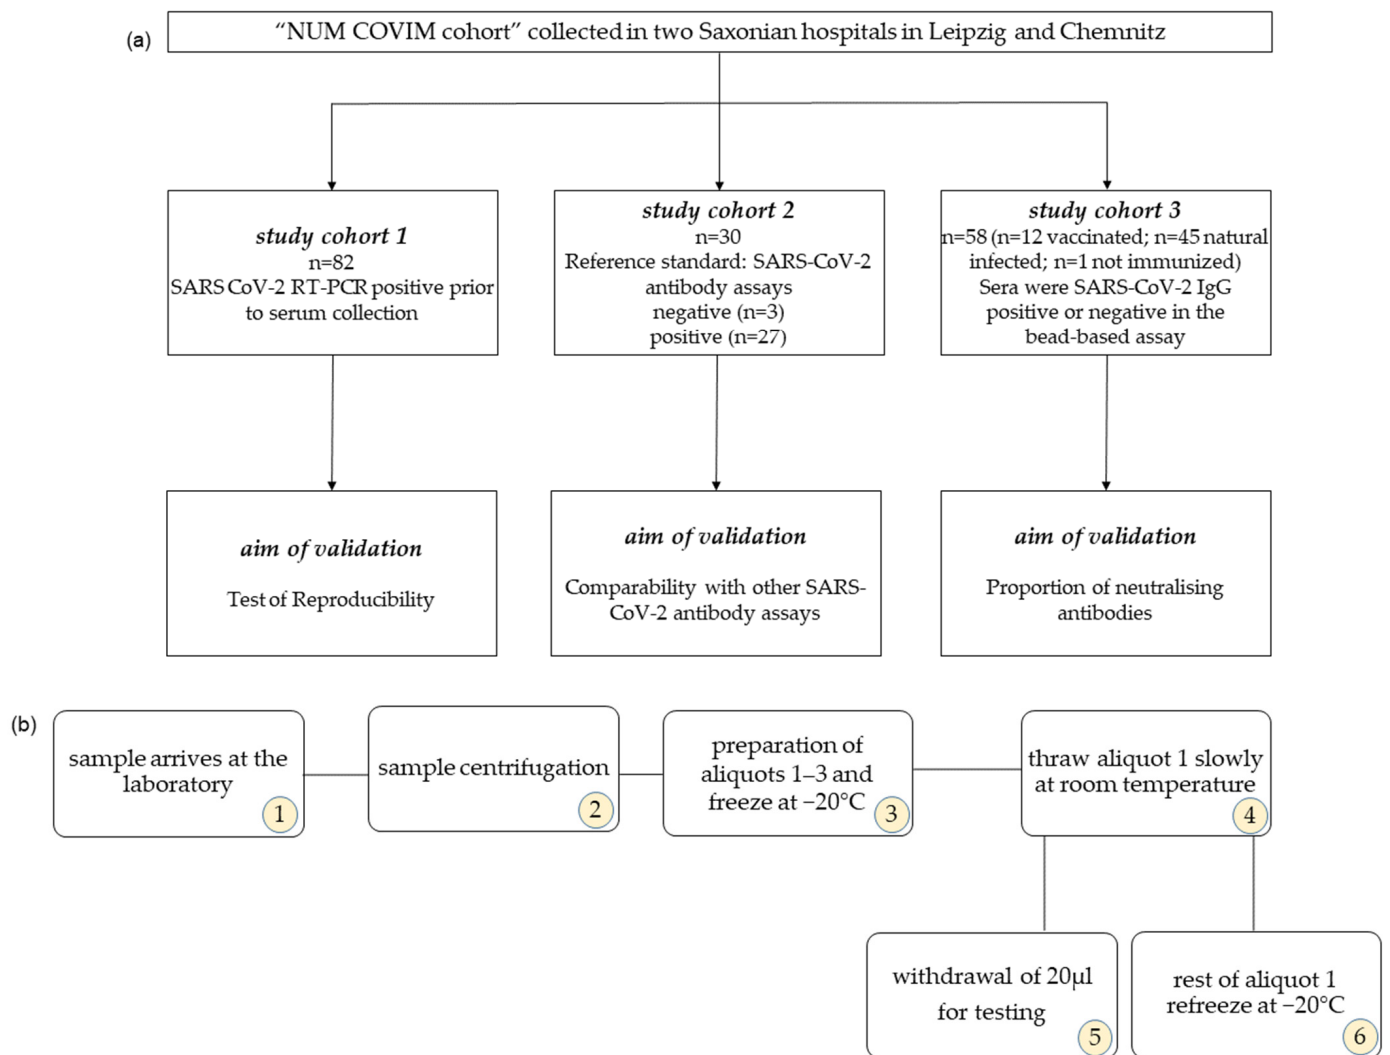 (a)
“NUM COVIM cohort” collected in two Saxonian hospitals in Leipzig and Chemnitz
study cohort 1
n=82
SARS CoV-2 RT-PCR positive prior
to serum collection
study cohort 2
n=30
Reference standard: SARS-CoV-2
antibody assays
negative (n=3)
positive (n=27)
study cohort 3
n=58 (n=12 vaccinated; n=45 natural
infected; n=1 not immunized)
Sera were SARS-CoV-2 IgG
positive or negative in the
bead-based assay
aim of validation
Test of Reproducibility
aim of validation
Comparability with other SARS-
CoV-2 antibody assays
aim of validation
Proportion of neutralising
antibodies
(b)
sample arrives at the
laboratory
1
sample centrifugation
2
preparation of
aliquots 1–3 and
freeze at −20°C
3
thraw aliquot 1 slowly
at room temperature
4
withdrawal of 20µl
for testing
5
rest of aliquot 1
refreeze at −20°C
6